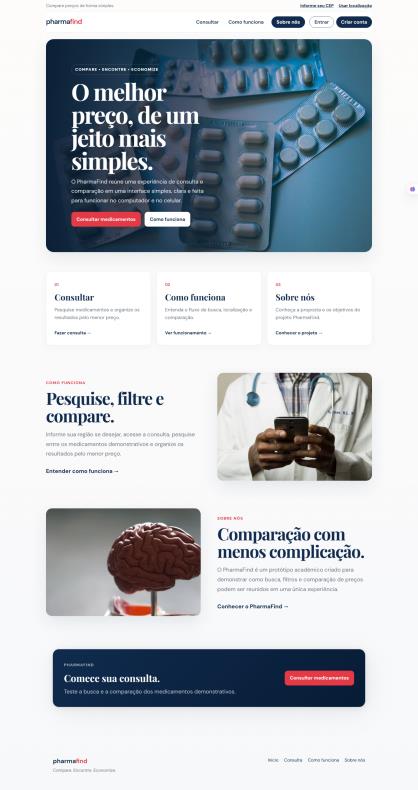 Compare preços de forma simples.
Informe seu CEP Usar localização
pharmafind
Consultar Como funciona Sobre nós Entrar Criar conta
COMPARE • ENCONTRE • ECONOMIZE
O melhor
preço, de um
jeito mais
simples.
O PharmaFind reúne uma experiência de consulta e
comparação em uma interface simples, clara e feita
para funcionar no computador e no celular.
Consultar medicamentos Como funciona
01
Consultar
Pesquise medicamentos e organize os
resultados pelo menor preço.
Fazer consulta →
02
Como funciona
Entenda o fluxo de busca, localização e
comparação.
Ver funcionamento →
03
Sobre nós
Conheça a proposta e os objetivos do
projeto PharmaFind.
Conhecer o projeto →
COMO FUNCIONA
Pesquise, filtre e
compare.
Informe sua região se desejar, acesse a consulta, pesquise
entre os medicamentos demonstrativos e organize os
resultados pelo menor preço.
Entender como funciona →
SOBRE NÓS
Comparação com
menos complicação.
O PharmaFind é um protótipo acadêmico criado para
demonstrar como busca, filtros e comparação de preços
podem ser reunidos em uma única experiência.
Conhecer o PharmaFind →
PHARMAFIND
Comece sua consulta.
Teste a busca e a comparação dos medicamentos demonstrativos.
Consultar medicamentos
pharmafind
Compare. Encontre. Economize.
Início Consulta Como funciona Sobre nós